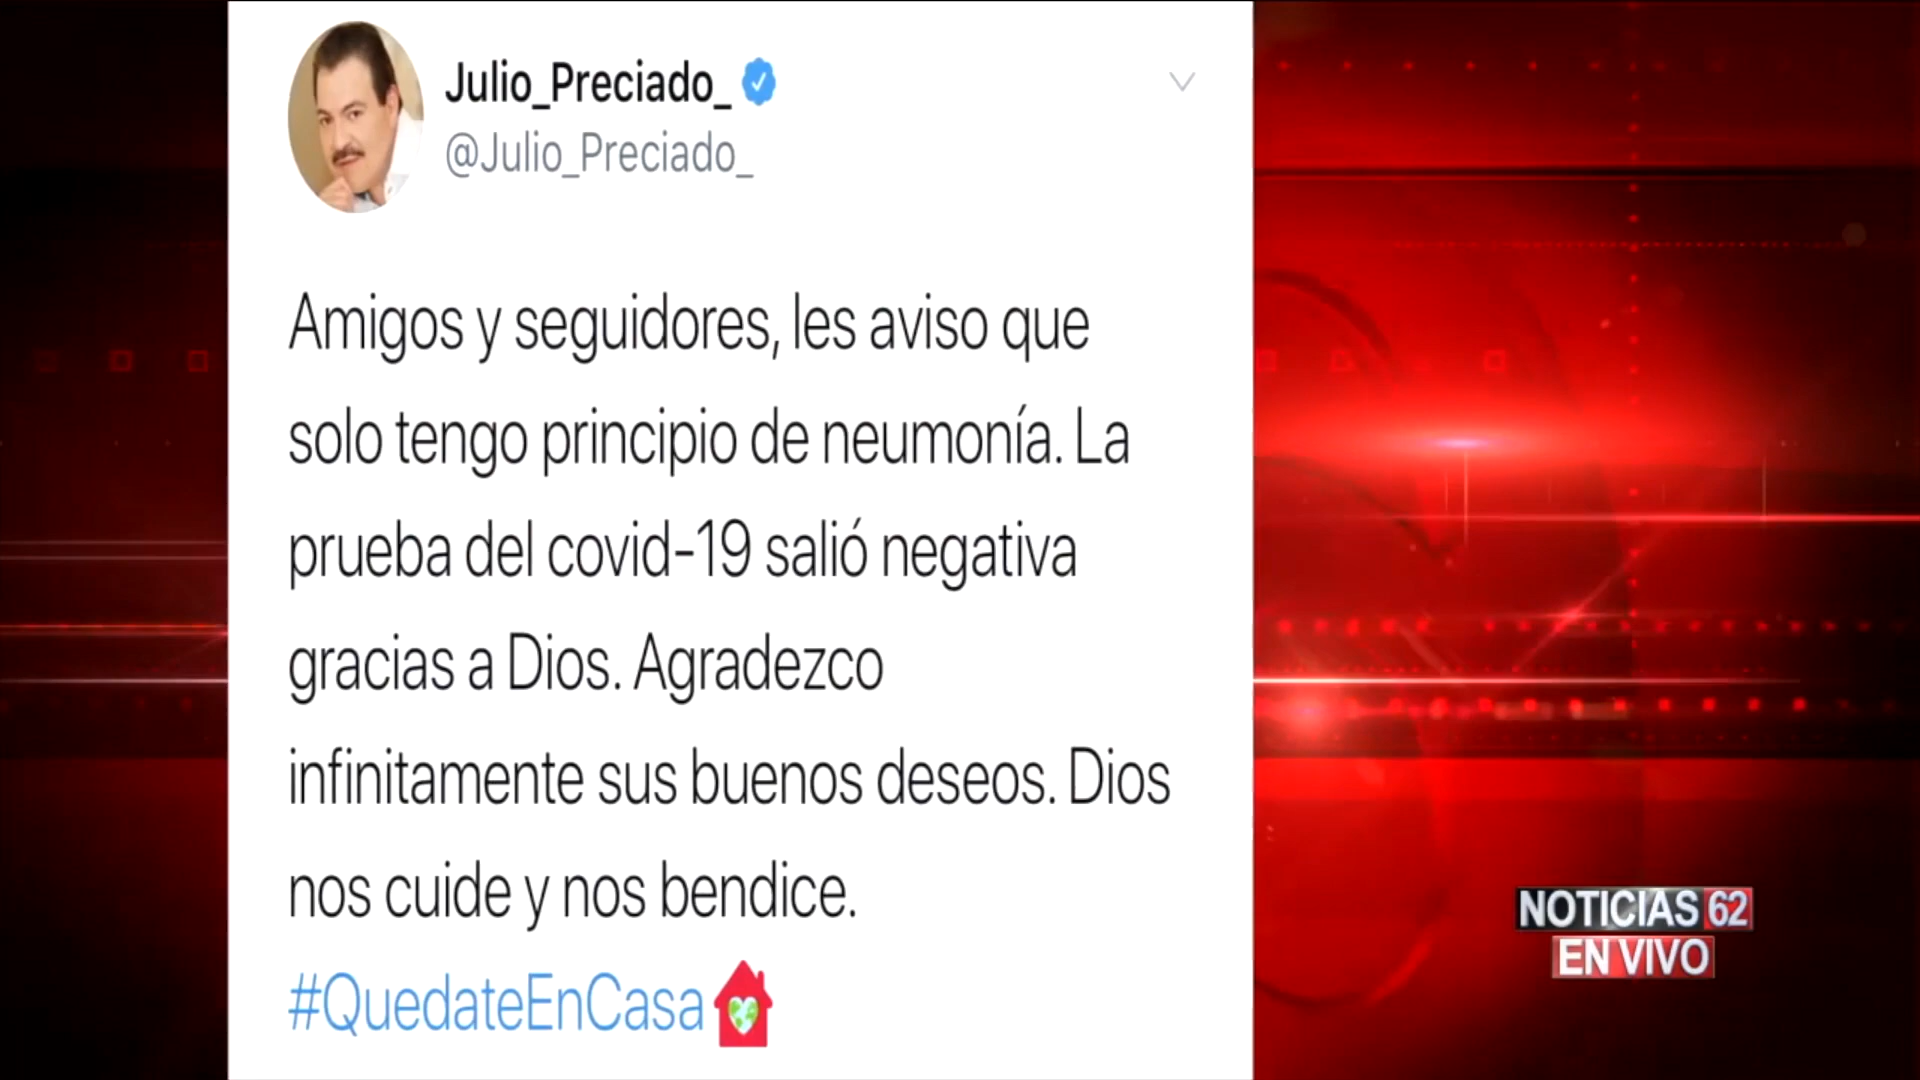 Julio_Preciado_
@Julio_Preciado_
Amigos y seguidores, les aviso que
solo tengo principio de neumonía. La
prueba del covid-19 salió negativa
gracias a Dios. Agradezco
infinitamente sus buenos deseos. Dios
nos cuide y nos bendice.
#QuedateEnCasa
NOTICIAS 62
EN VIVO